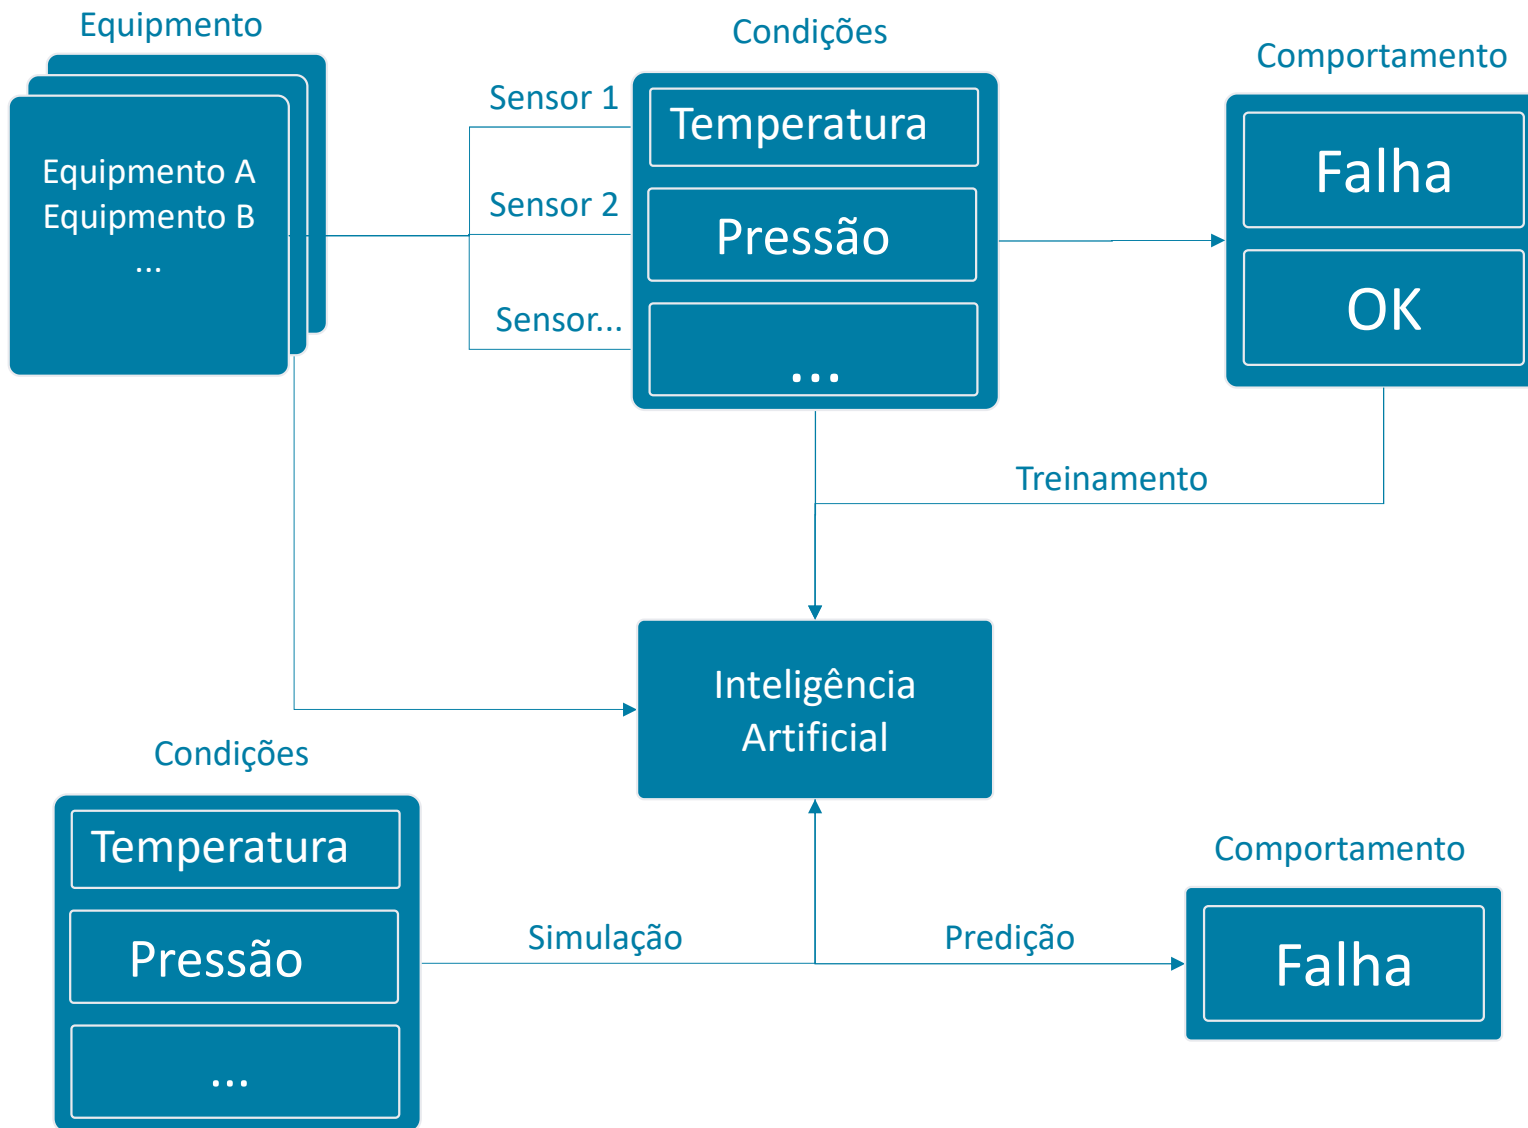 Equipmento
Condições
Comportamento
Equipmento A
Equipmento B
...
Sensor 1
Sensor 2
Sensor...
Temperatura
Pressão
...
Falha
OK
Treinamento
Inteligência
Artificial
Condições
Temperatura
Pressão
...
Simulação
Predição
Comportamento
Falha